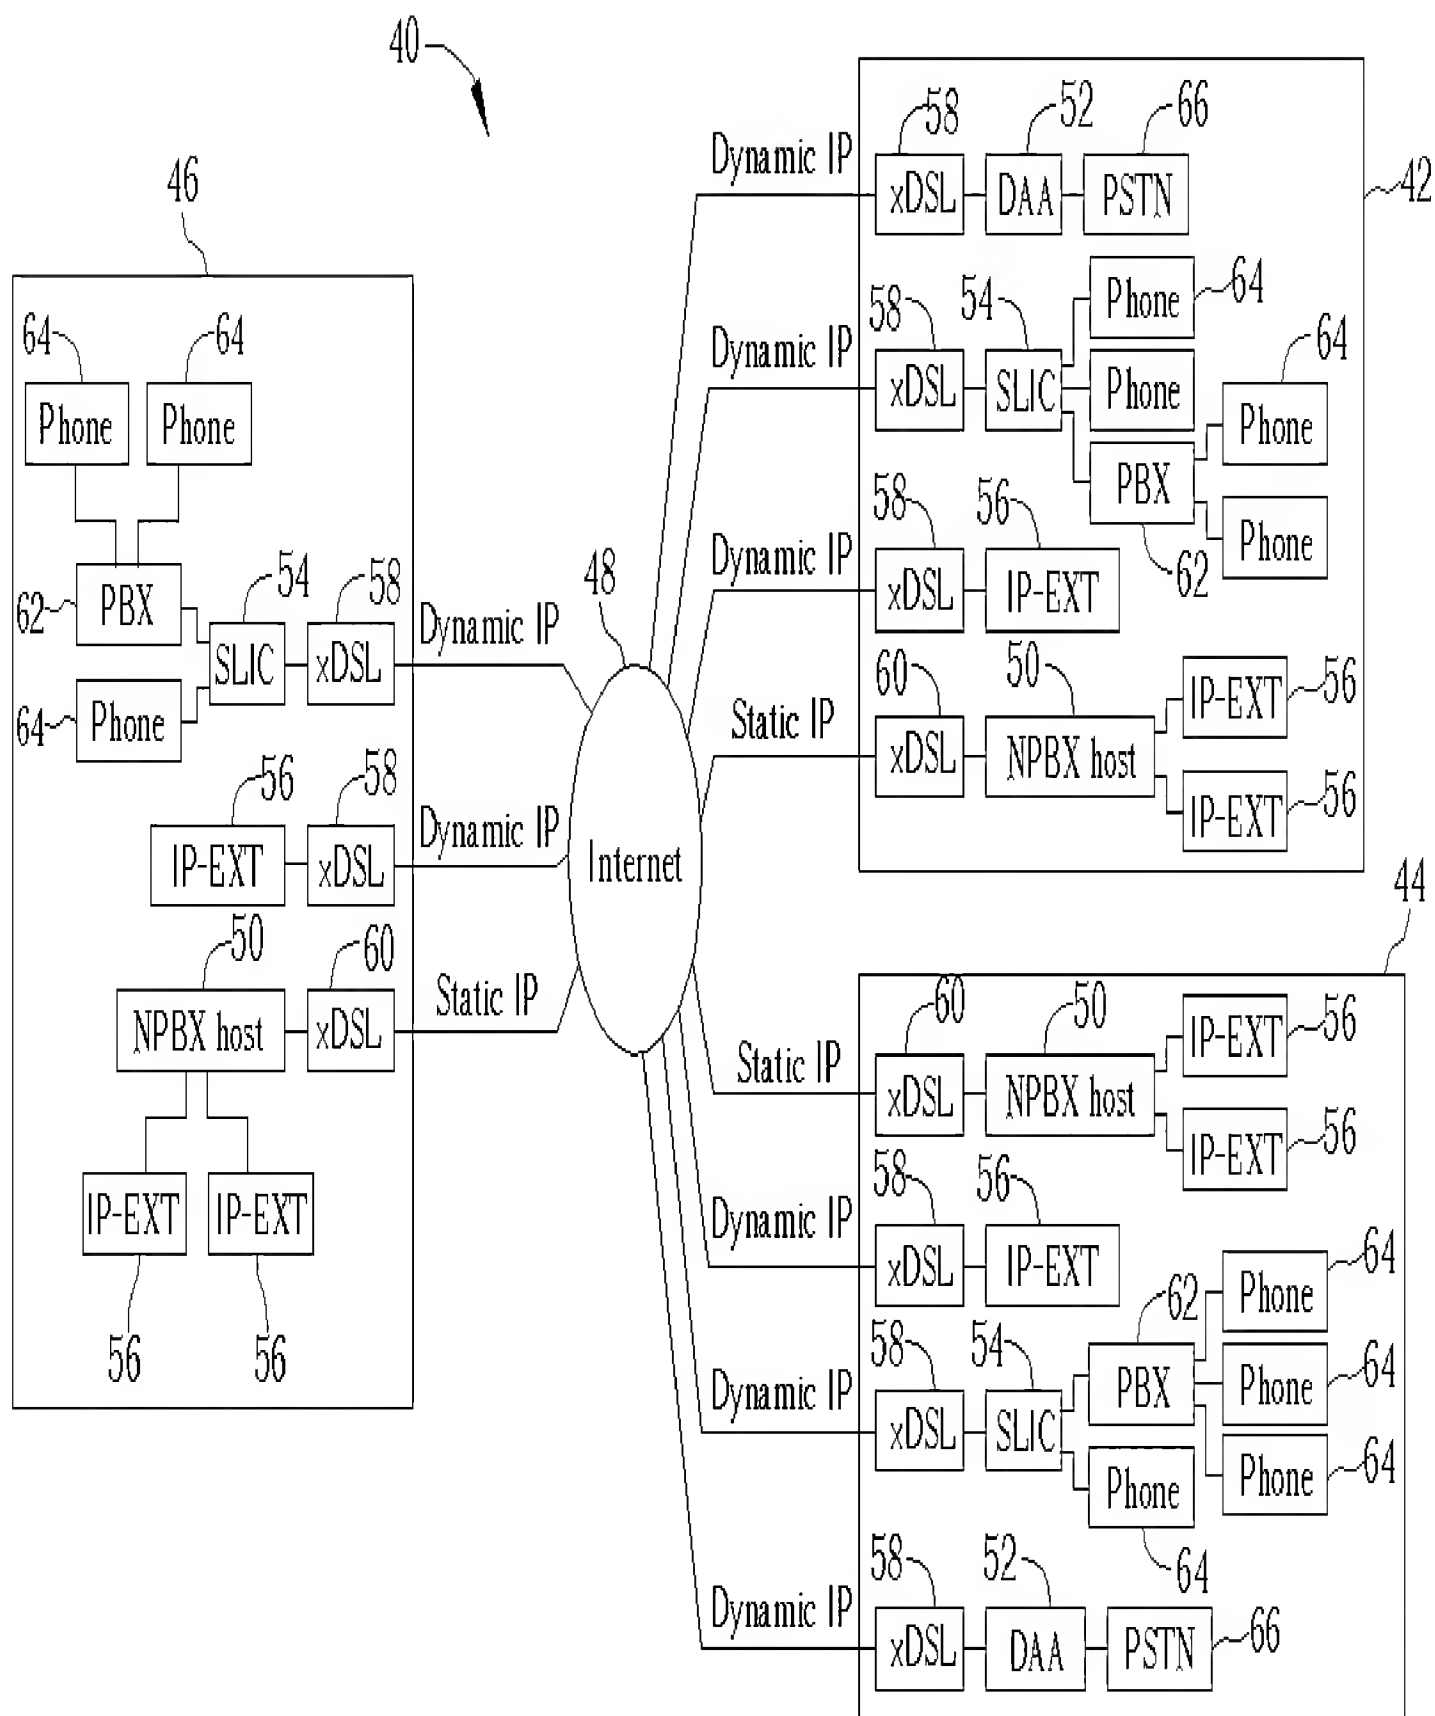 40
46
64
64
Phone
Phone
PBX
62
54
58
SLIC
xDSL
Dynamic IP
Phone
64
56
58
IP-EXT
xDSL
Dynamic IP
50
60
NPBX host
xDSL
Static IP
IP-EXT
IP-EXT
56
56
48
Internet
42
Dynamic IP
58
52
66
xDSL
DAA
PSTN
Dynamic IP
58
54
xDSL
SLIC
Phone
64
Phone
64
PBX
62
Phone
Phone
Dynamic IP
58
56
xDSL
IP-EXT
Static IP
60
50
xDSL
NPBX host
IP-EXT
56
IP-EXT
56
44
Static IP
60
50
xDSL
NPBX host
IP-EXT
56
IP-EXT
56
Dynamic IP
58
56
xDSL
IP-EXT
Dynamic IP
58
54
xDSL
SLIC
62
PBX
Phone
64
Phone
64
Phone
64
Phone
64
Dynamic IP
58
52
xDSL
DAA
PSTN
66